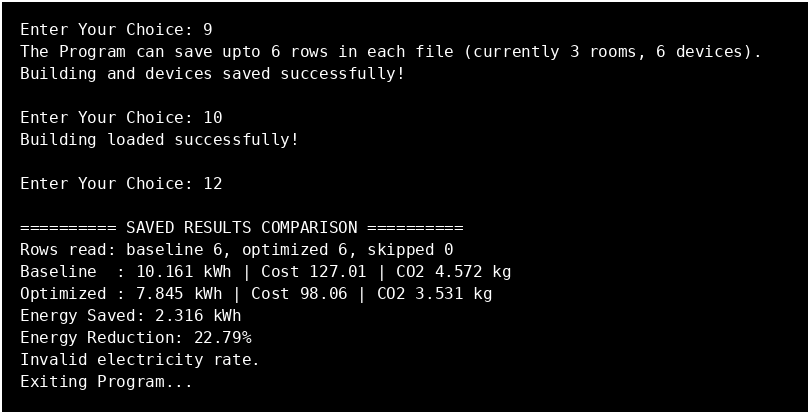 Enter Your Choice: 9
The Program can save upto 6 rows in each file (currently 3 rooms, 6 devices).
Building and devices saved successfully!
Enter Your Choice: 10
Building loaded successfully!
Enter Your Choice: 12
========== SAVED RESULTS COMPARISON ==========
Rows read: baseline 6, optimized 6, skipped 0
Baseline  : 10.161 kWh | Cost 127.01 | CO2 4.572 kg
Optimized : 7.845 kWh | Cost 98.06 | CO2 3.531 kg
Energy Saved: 2.316 kWh
Energy Reduction: 22.79%
Invalid electricity rate.
Exiting Program...